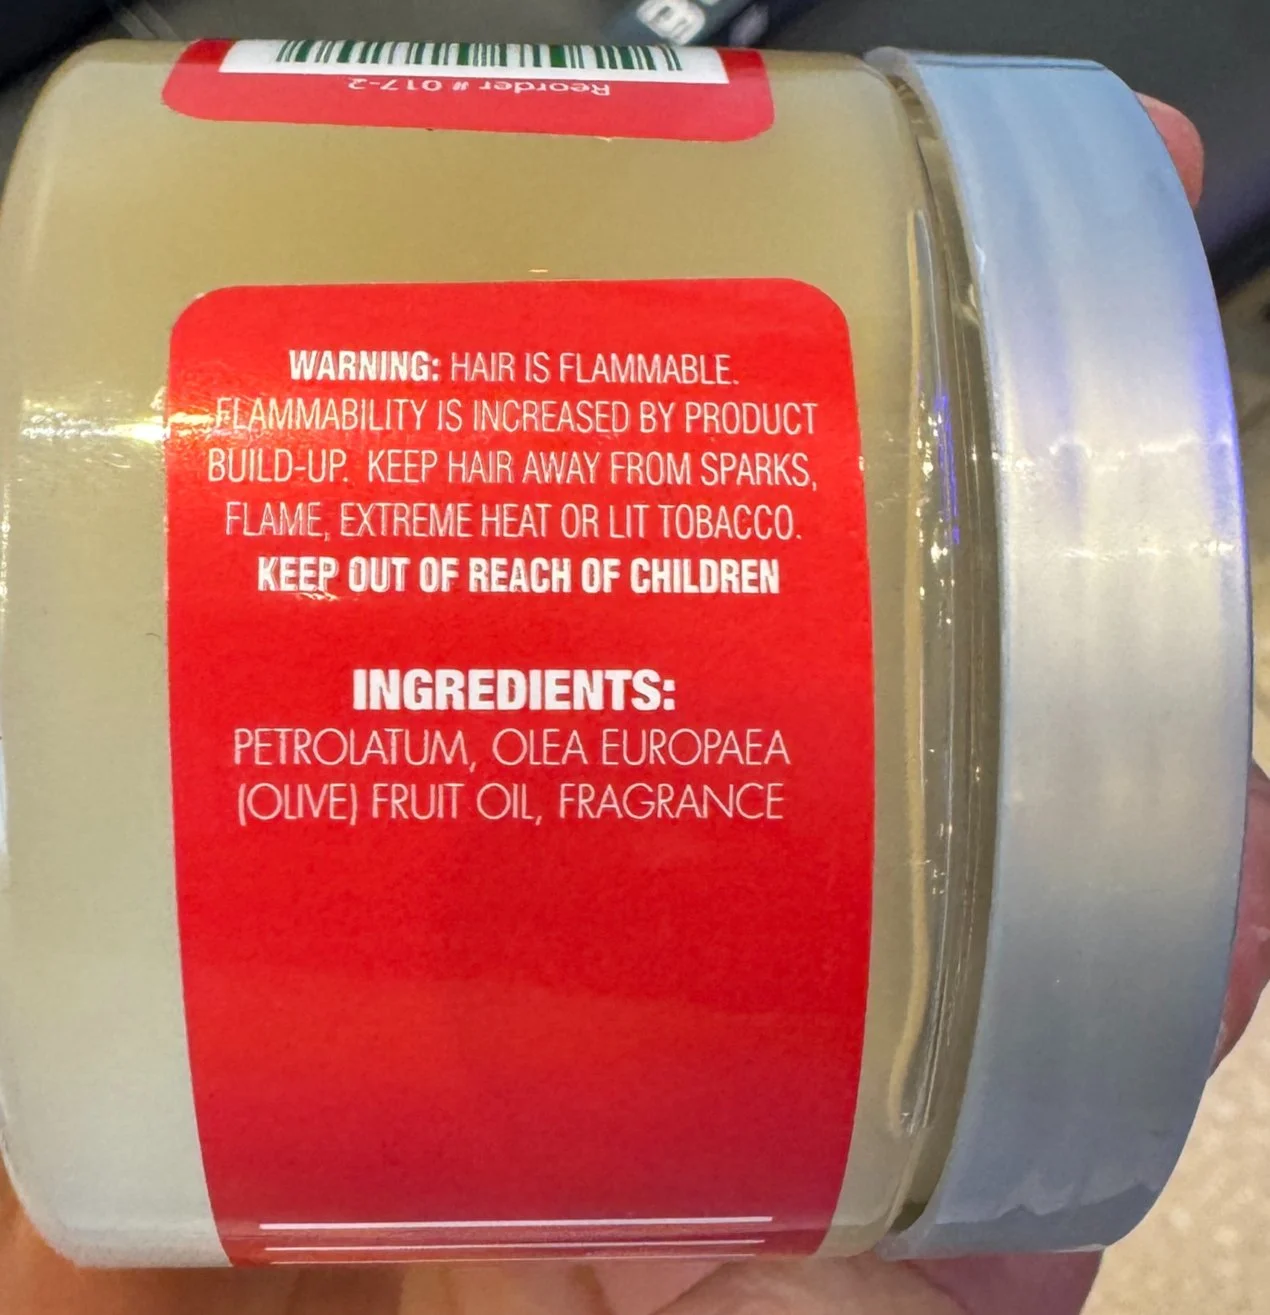 Reorder # 017-2
WARNING: HAIR IS FLAMMABLE.
FLAMMABILITY IS INCREASED BY PRODUCT
BUILD-UP. KEEP HAIR AWAY FROM SPARKS,
FLAME, EXTREME HEAT OR LIT TOBACCO.
KEEP OUT OF REACH OF CHILDREN
INGREDIENTS:
PETROLATUM, OLEA EUROPAEA
(OLIVE) FRUIT OIL, FRAGRANCE